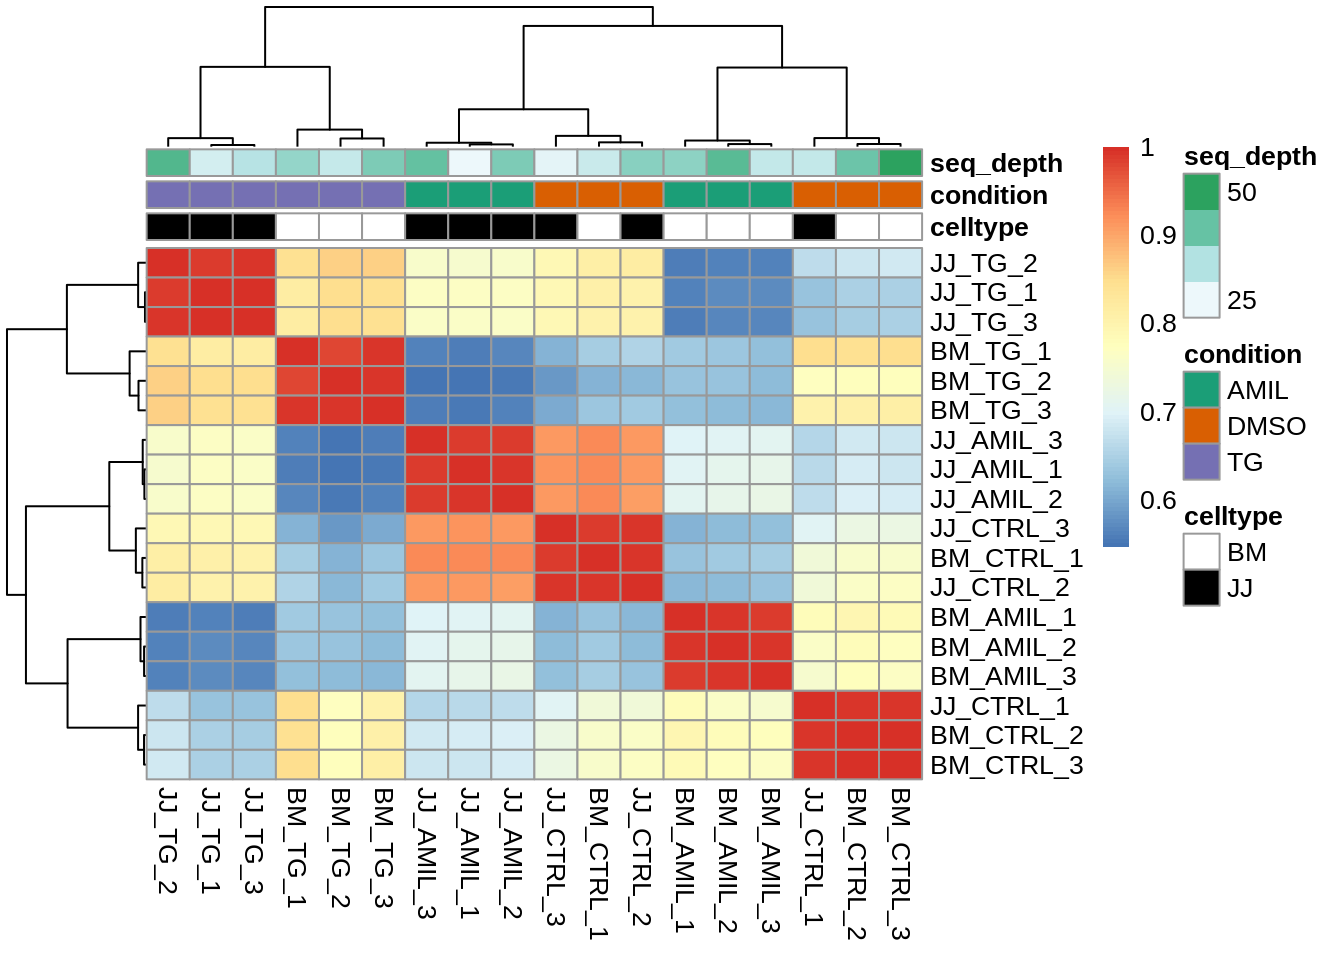 seq_depth
condition
celltype
JJ_TG_2
JJ_TG_1
JJ_TG_3
BM_TG_1
BM_TG_2
BM_TG_3
JJ_AMIL_3
JJ_AMIL_1
JJ_AMIL_2
JJ_CTRL_3
BM_CTRL_1
JJ_CTRL_2
BM_AMIL_1
BM_AMIL_2
BM_AMIL_3
JJ_CTRL_1
BM_CTRL_2
BM_CTRL_3
JJ_TG_2
JJ_TG_1
JJ_TG_3
BM_TG_1
BM_TG_2
BM_TG_3
JJ_AMIL_3
JJ_AMIL_1
JJ_AMIL_2
JJ_CTRL_3
BM_CTRL_1
JJ_CTRL_2
BM_AMIL_1
BM_AMIL_2
BM_AMIL_3
JJ_CTRL_1
BM_CTRL_2
BM_CTRL_3
1
0.9
0.8
0.7
0.6
seq_depth
50
25
condition
AMIL
DMSO
TG
celltype
BM
JJ